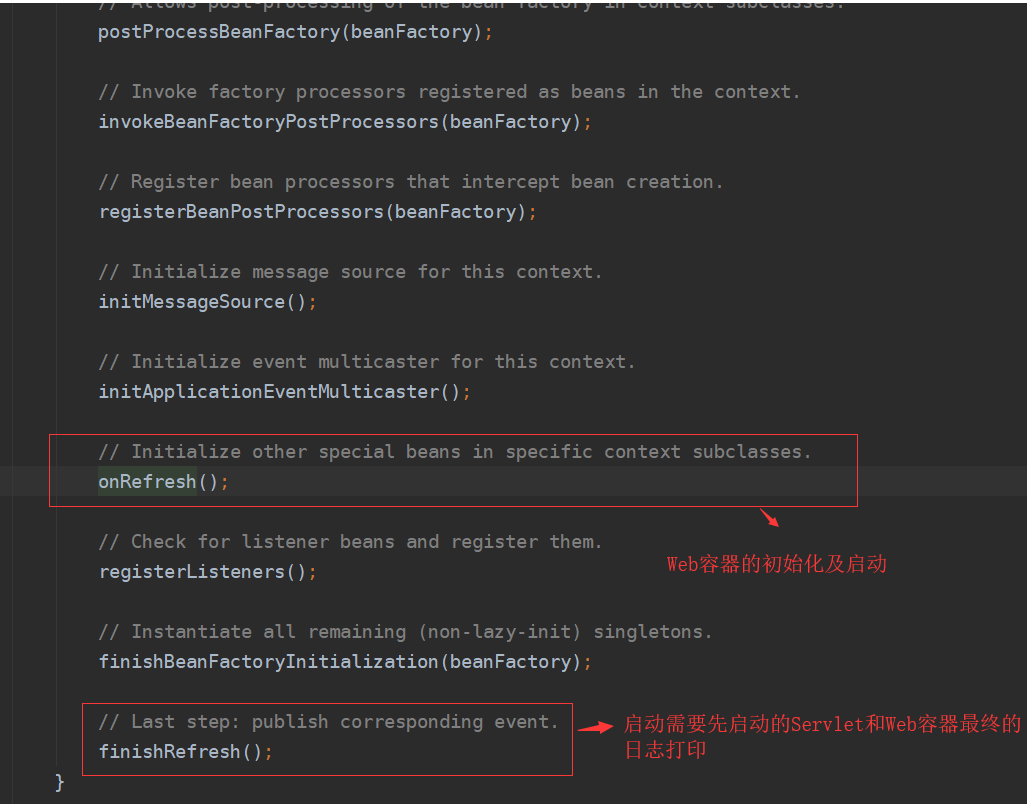 // Allows post-processing of the bean factory in context subclasses.
postProcessBeanFactory(beanFactory);
// Invoke factory processors registered as beans in the context.
invokeBeanFactoryPostProcessors(beanFactory);
// Register bean processors that intercept bean creation.
registerBeanPostProcessors(beanFactory);
// Initialize message source for this context.
initMessageSource();
// Initialize event multicaster for this context.
initApplicationEventMulticaster();
// Initialize other special beans in specific context subclasses.
onRefresh();
// Check for listener beans and register them.
Web容器的初始化及启动
registerListeners();
// Instantiate all remaining (non-lazy-init) singletons.
finishBeanFactoryInitialization(beanFactory);
// Last step: publish corresponding event.
finishRefresh();
启动需要先启动的Servlet和Web容器最终的
日志打印
}